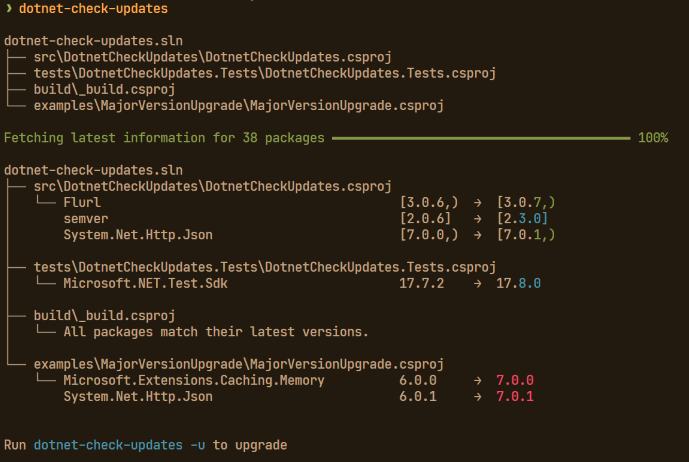 ❯ dotnet-check-updates
dotnet-check-updates.sln
├── src\DotnetCheckUpdates\DotnetCheckUpdates.csproj
├── tests\DotnetCheckUpdates.Tests\DotnetCheckUpdates.Tests.csproj
├── build\_build.csproj
└── examples\MajorVersionUpgrade\MajorVersionUpgrade.csproj
Fetching latest information for 38 packages ━━━━━━━━━━━━━━━━━━━━━━━━━━━━━━━━━━━━━━━━ 100%
dotnet-check-updates.sln
├── src\DotnetCheckUpdates\DotnetCheckUpdates.csproj
│   └── Flurl [3.0.6,) → [3.0.7,)
│       semver [2.0.6] → [2.3.0]
│       System.Net.Http.Json [7.0.0,) → [7.0.1,)
├── tests\DotnetCheckUpdates.Tests\DotnetCheckUpdates.Tests.csproj
│   └── Microsoft.NET.Test.Sdk 17.7.2 → 17.8.0
├── build\_build.csproj
│   └── All packages match their latest versions.
└── examples\MajorVersionUpgrade\MajorVersionUpgrade.csproj
    └── Microsoft.Extensions.Caching.Memory 6.0.0 → 7.0.0
        System.Net.Http.Json 6.0.1 → 7.0.1
Run dotnet-check-updates -u to upgrade